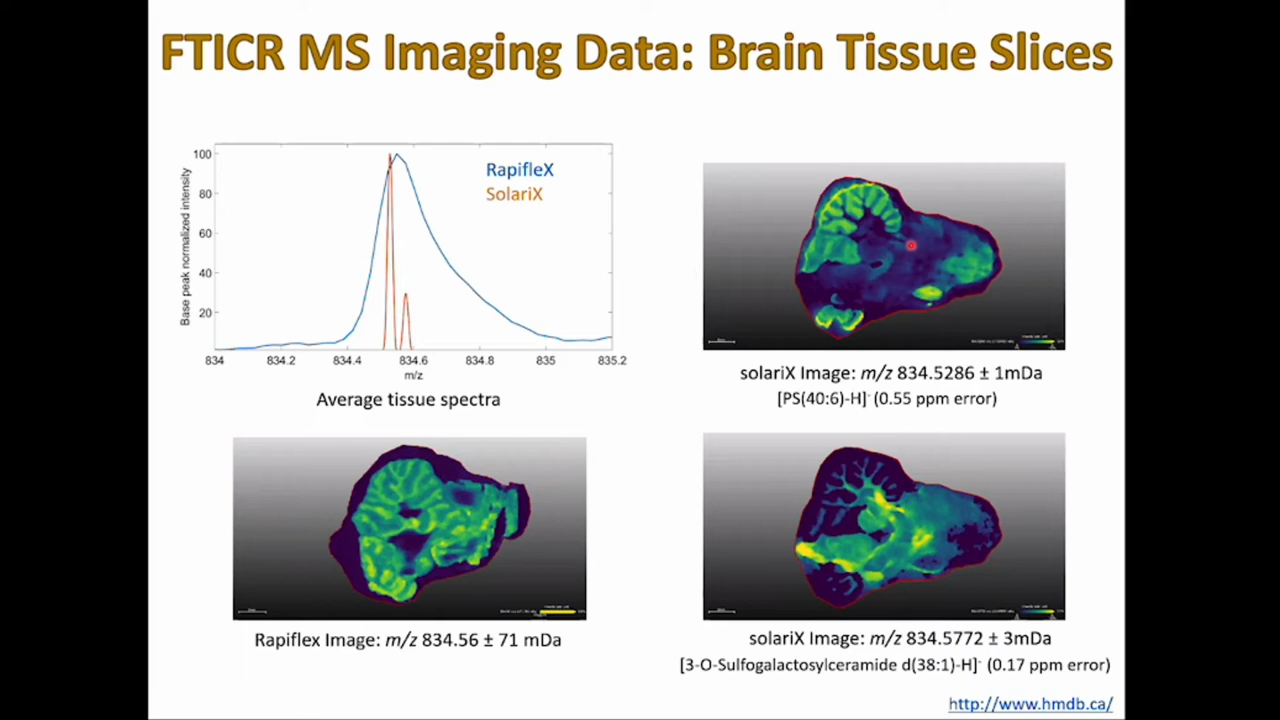 FTICR MS Imaging Data: Brain Tissue Slices
Base peak normalized intensity
100
80
60
40
20
RapifleX
SolariX
834
834.2
834.4
834.6
834.8
835
835.2
m/z
Average tissue spectra
solariX Image: m/z 834.5286 ± 1mDa
[PS(40:6)-H]- (0.55 ppm error)
Rapiflex Image: m/z 834.56 ± 71 mDa
solariX Image: m/z 834.5772 ± 3mDa
[3-O-Sulfogalactosylceramide d(38:1)-H]- (0.17 ppm error)
http://www.hmdb.ca/